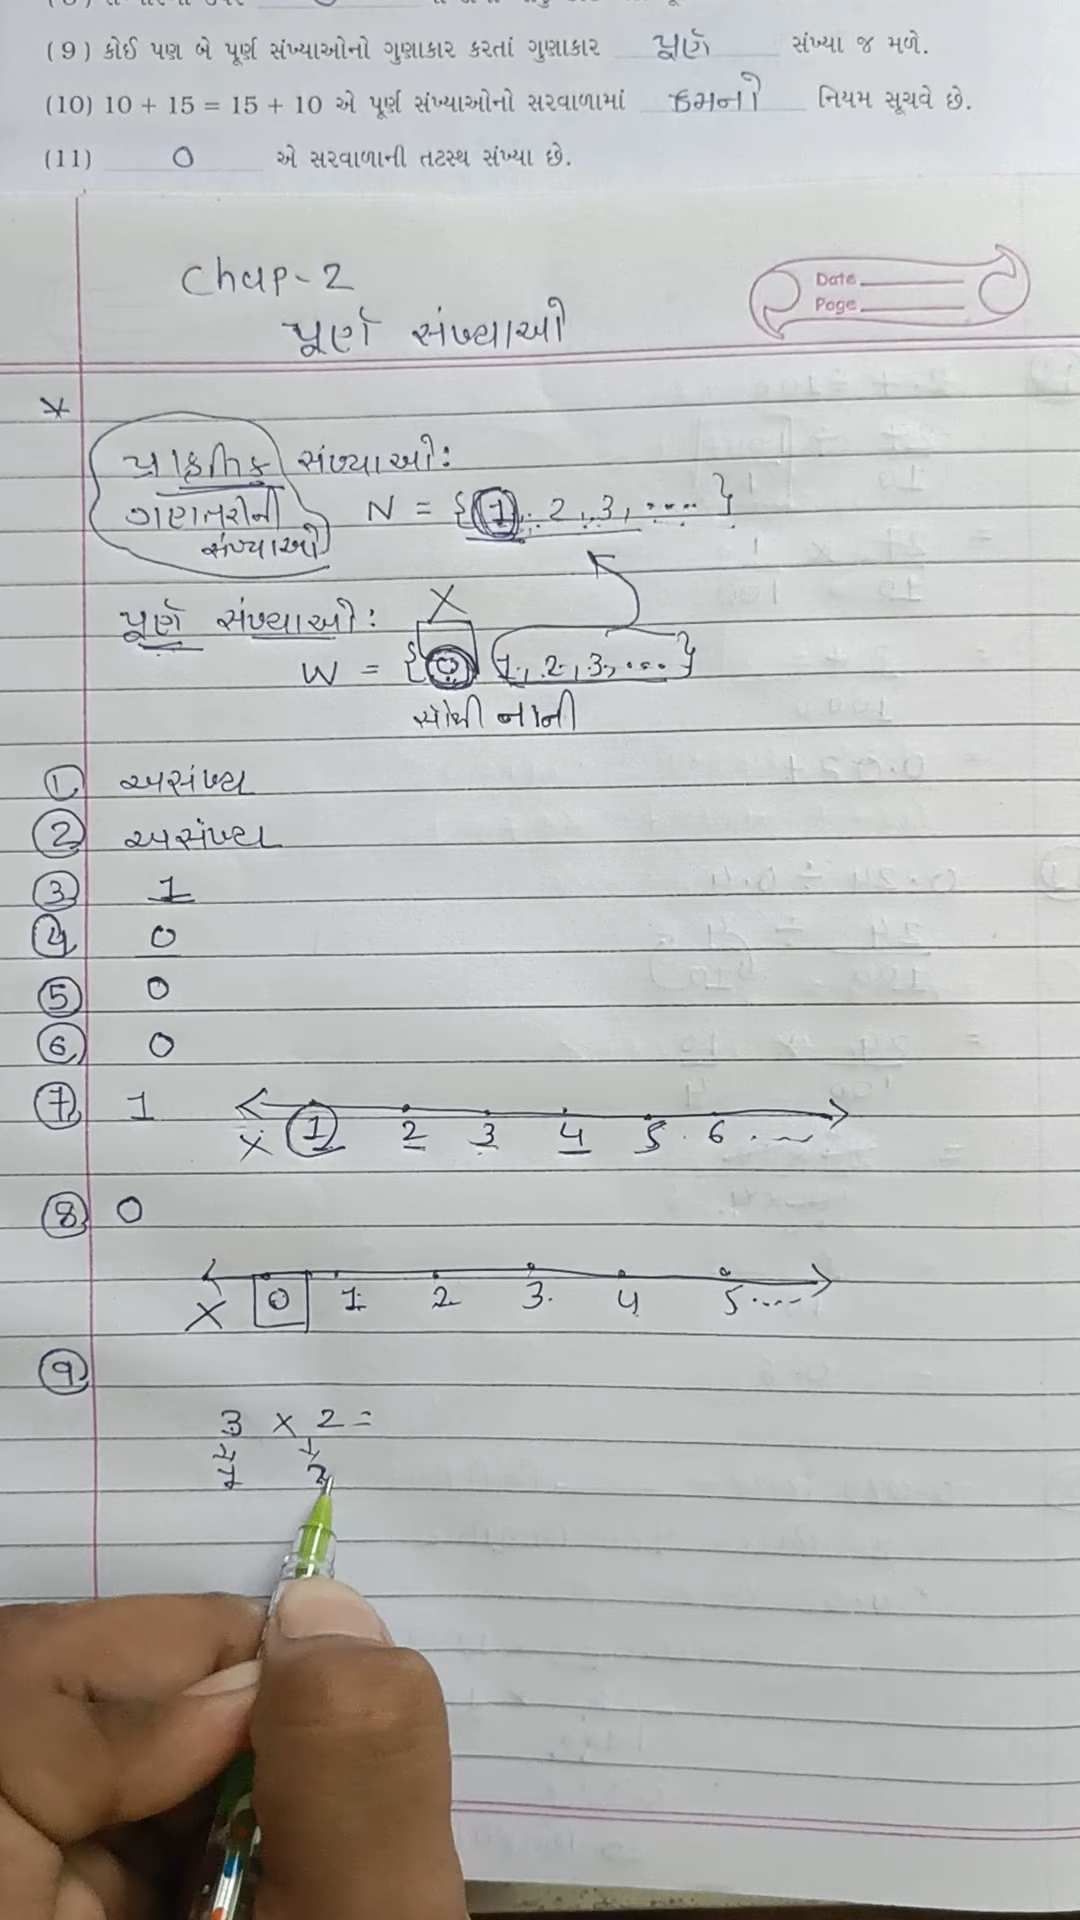 (9) કોઈ પણ બે પૂર્ણ સંખ્યાઓનો ગુણાકાર કરતાં ગુણાકાર પૂર્ણ સંખ્યા જ મળે.
(10) 10 + 15 = 15 + 10 એ પૂર્ણ સંખ્યાઓનો સરવાળામાં ક્રમનો નિયમ સૂચવે છે.
(11) 0 એ સરવાળાની તટસ્થ સંખ્યા છે.
Chap-2
Date
Page
પૂર્ણ સંખ્યાઓ
*
પ્રાકૃતિક સંખ્યાઓ:
ગણતરીની N = {1, 2, 3, ....}
સંખ્યાઓ
પૂર્ણ સંખ્યાઓ: X
W = {0, 1, 2, 3, ....}
સૌથી નાની
1 અસંખ્ય
2 અસંખ્ય
3 1
4 0
5 0
6 0
7 1
X 1 2 3 4 5 6 ....
8 0
X 0 1 2 3 4 5 ....
9
3 x 2 =